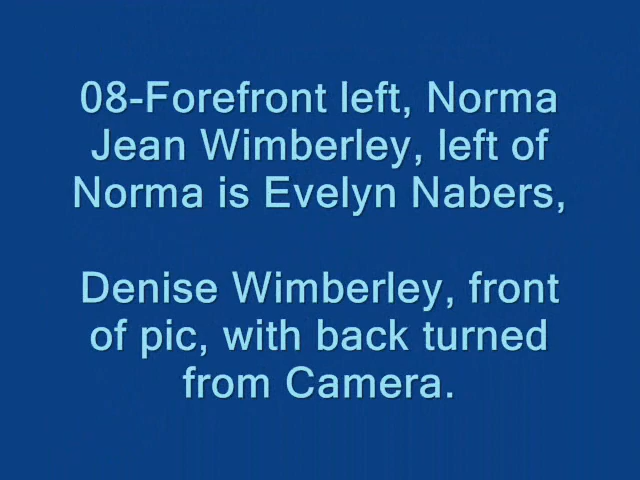 08-Forefront left, Norma
Jean Wimberley, left of
Norma is Evelyn Nabers,
Denise Wimberley, front
of pic, with back turned
from Camera.